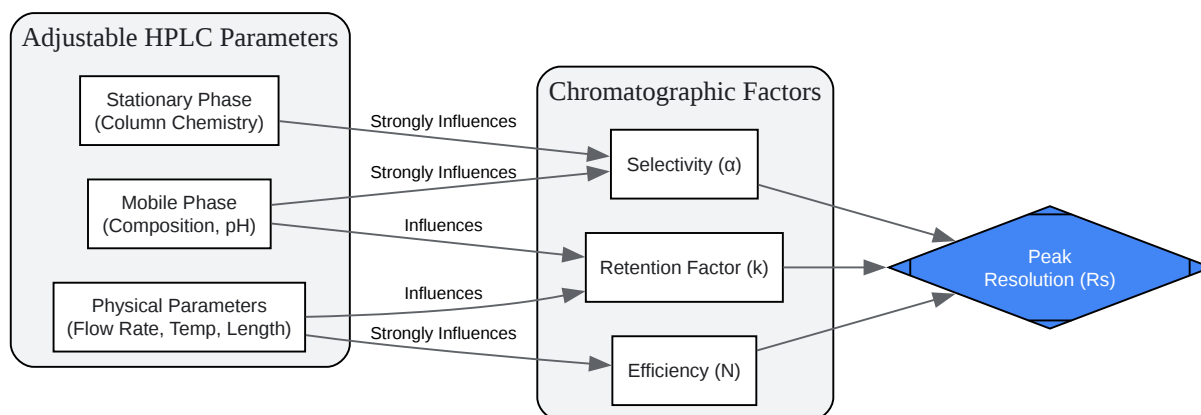 Adjustable HPLC Parameters
Stationary Phase
(Column Chemistry)
Mobile Phase
(Composition, pH)
Physical Parameters
(Flow Rate, Temp, Length)
Strongly Influences
Strongly Influences
Influences
Influences
Strongly Influences
Chromatographic Factors
Selectivity (α)
Retention Factor (k)
Efficiency (N)
Peak
Resolution (Rs)